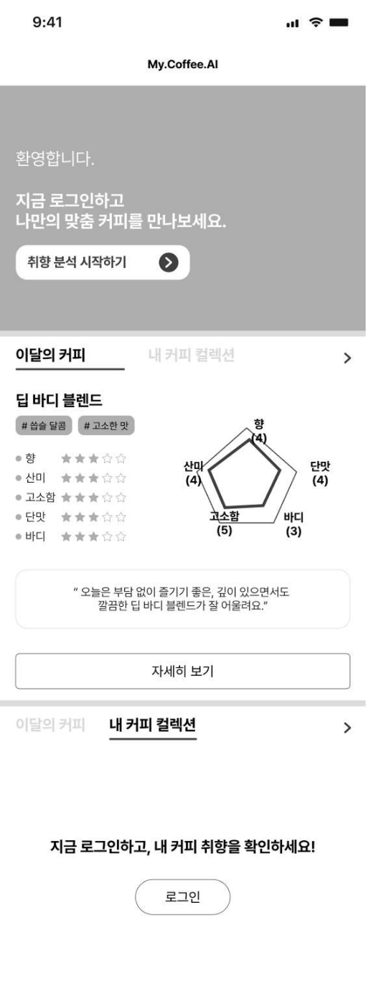 9:41
My.Coffee.AI
환영합니다.
지금 로그인하고
나만의 맞춤 커피를 만나보세요.
취향 분석 시작하기
이달의 커피 내 커피 컬렉션
딥 바디 블렌드
# 씁슬 달콤 # 고소한 맛
향
산미
고소함
단맛
바디
향
(4)
산미
(4)
단맛
(4)
고소함
(5)
바디
(3)
“ 오늘은 부담 없이 즐기기 좋은, 깊이 있으면서도
깔끔한 딥 바디 블렌드가 잘 어울려요.”
자세히 보기
이달의 커피 내 커피 컬렉션
지금 로그인하고, 내 커피 취향을 확인하세요!
로그인